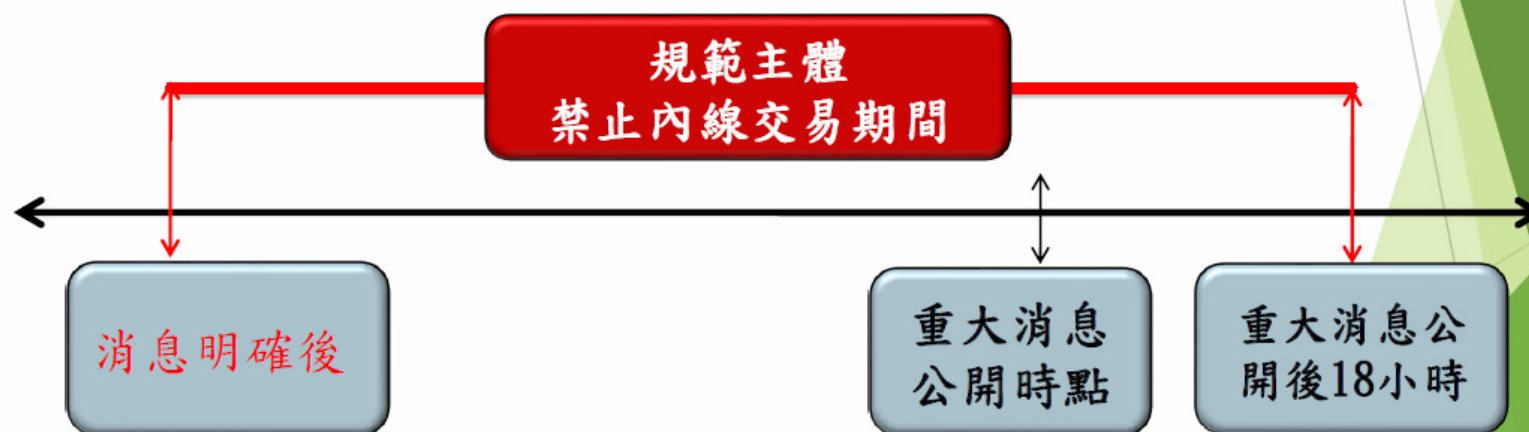 規範主體
禁止內線交易期間
消息明確後
重大消息
公開時點
重大消息公
開後18小時